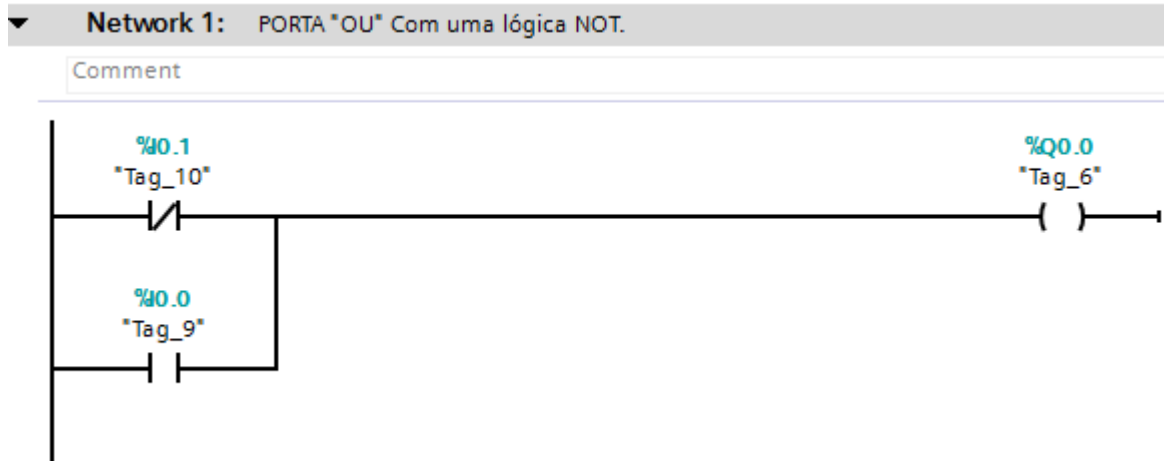 Network 1: PORTA "OU" Com uma lógica NOT.
Comment
%I0.1 %Q0.0
"Tag_10" "Tag_6"
%I0.0
"Tag_9"